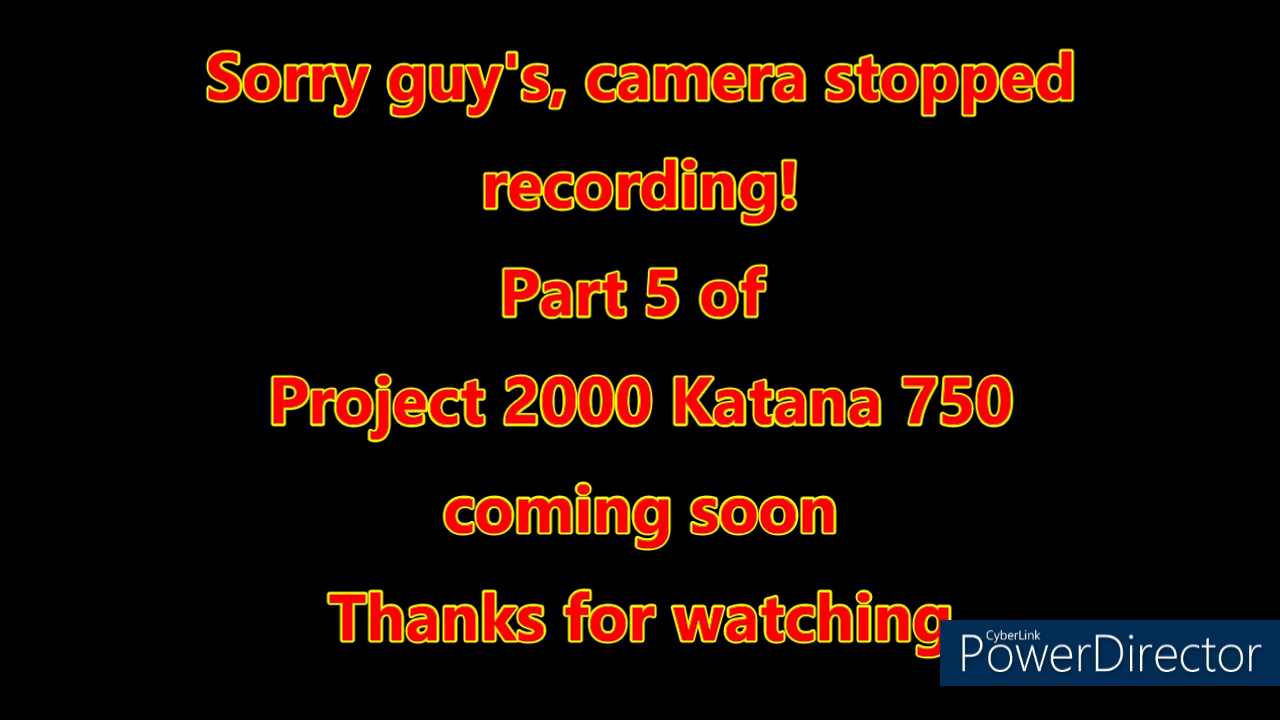 Sorry guy's, camera stopped
recording!
Part 5 of
Project 2000 Katana 750
coming soon
Thanks for watching
CyberLink
PowerDirector